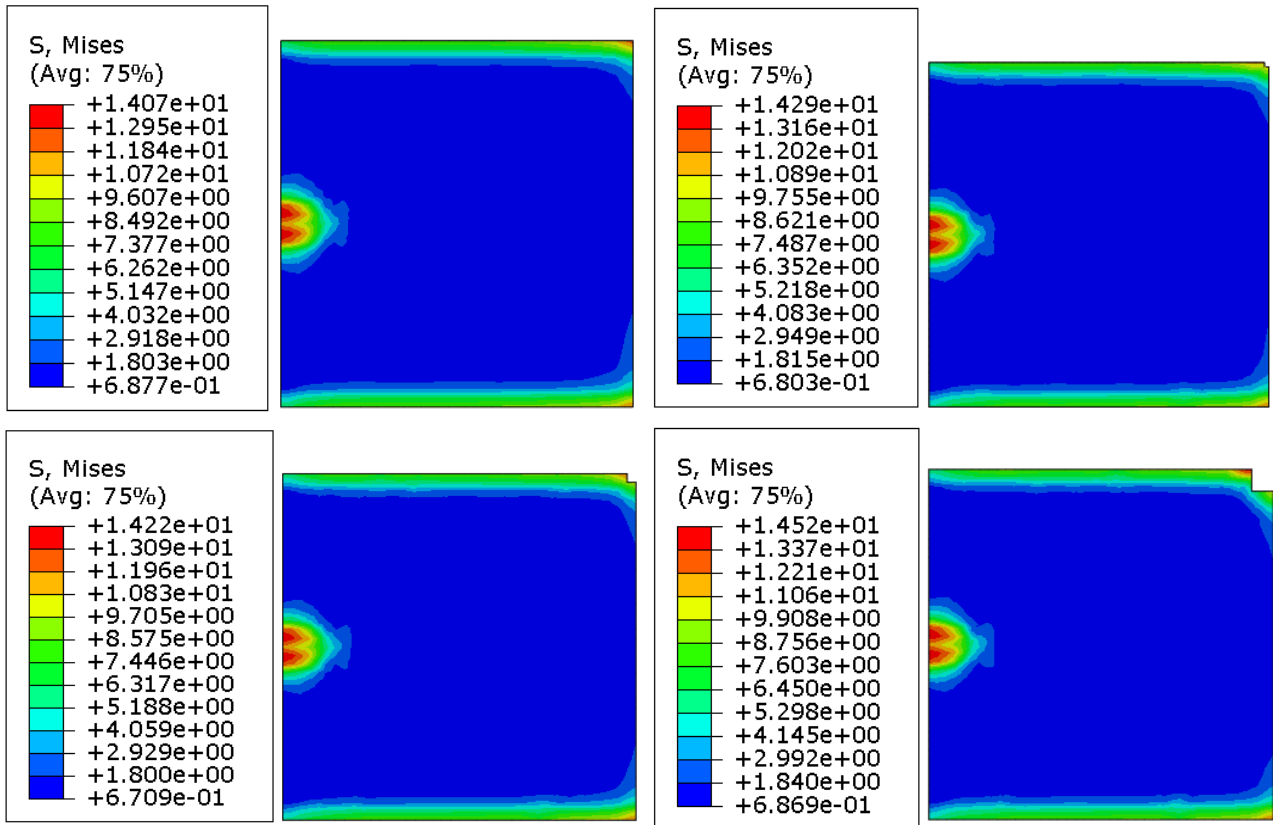 S, Mises
(Avg: 75%)
+1.407e+01
+1.295e+01
+1.184e+01
+1.072e+01
+9.607e+00
+8.492e+00
+7.377e+00
+6.262e+00
+5.147e+00
+4.032e+00
+2.918e+00
+1.803e+00
+6.877e-01
S, Mises
(Avg: 75%)
+1.429e+01
+1.316e+01
+1.202e+01
+1.089e+01
+9.755e+00
+8.621e+00
+7.487e+00
+6.352e+00
+5.218e+00
+4.083e+00
+2.949e+00
+1.815e+00
+6.803e-01
S, Mises
(Avg: 75%)
+1.422e+01
+1.309e+01
+1.196e+01
+1.083e+01
+9.705e+00
+8.575e+00
+7.446e+00
+6.317e+00
+5.188e+00
+4.059e+00
+2.929e+00
+1.800e+00
+6.709e-01
S, Mises
(Avg: 75%)
+1.452e+01
+1.337e+01
+1.221e+01
+1.106e+01
+9.908e+00
+8.756e+00
+7.603e+00
+6.450e+00
+5.298e+00
+4.145e+00
+2.992e+00
+1.840e+00
+6.869e-01